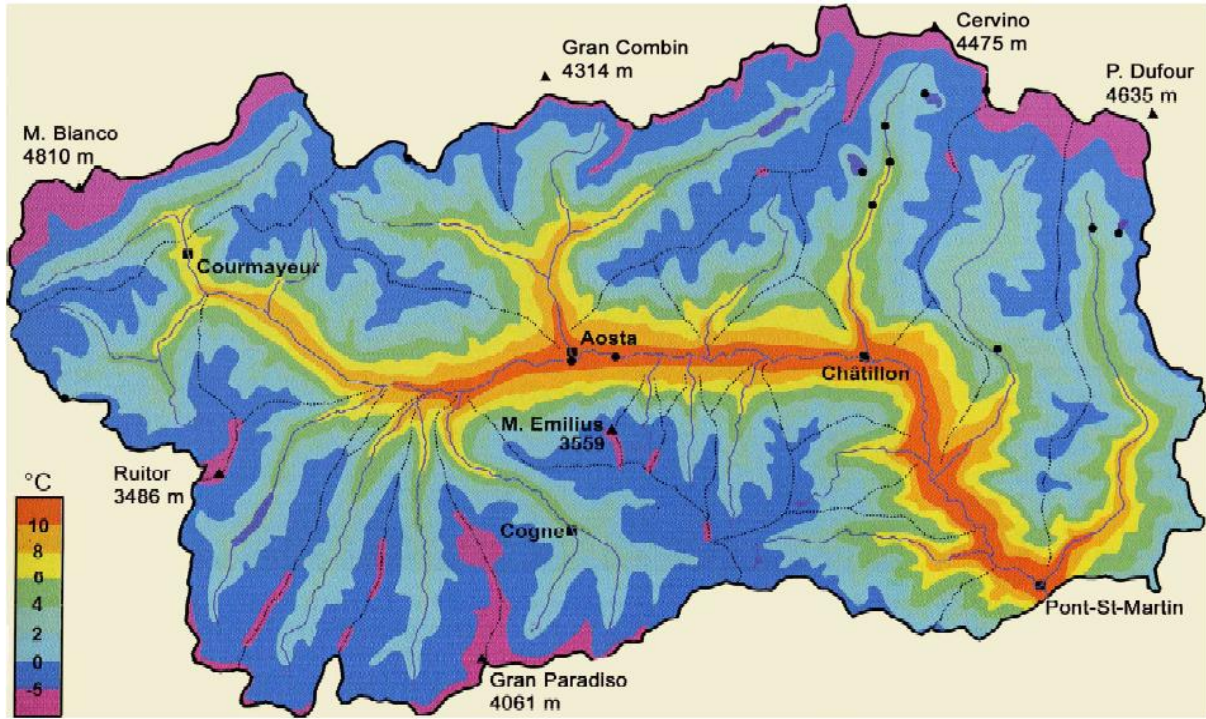 Cervino
4475 m
Gran Combin
4314 m
P. Dufour
4635 m
M. Bianco
4810 m
Courmayeur
Aosta
Châtillon
M. Emilius
3559
Ruitor
3486 m
°C
10
8
6
4
2
0
-5
Cogne
Pont-St-Martin
Gran Paradiso
4061 m